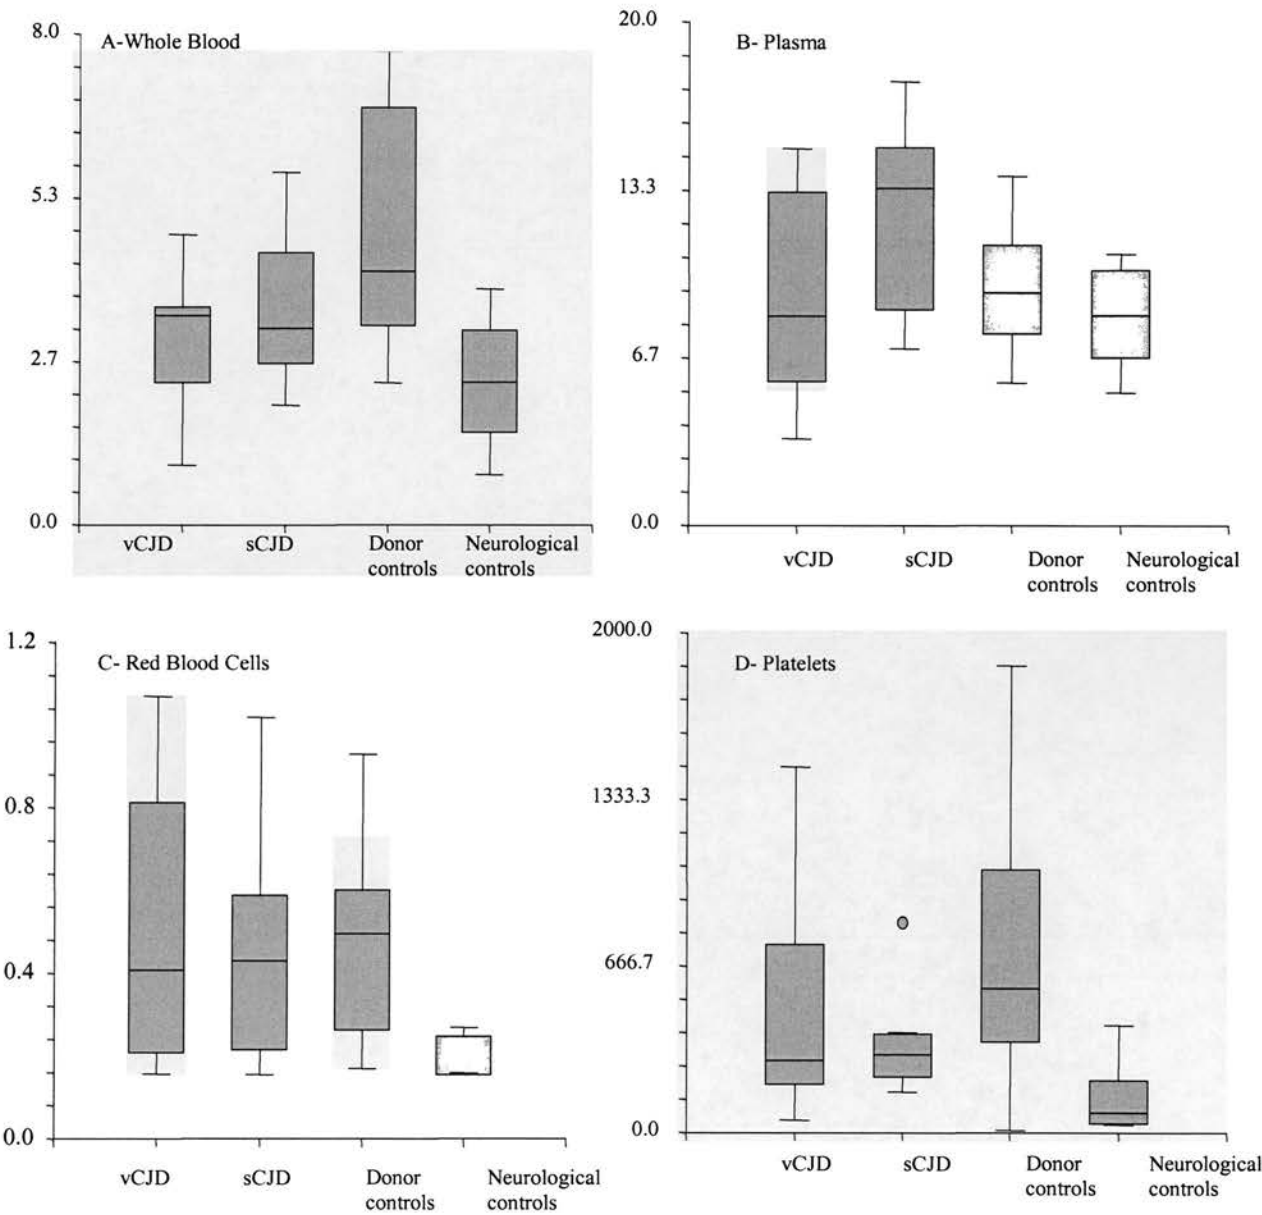 A-Whole Blood
8.0
5.3
2.7
0.0
vCJD
sCJD
Donor
controls
Neurological
controls
B- Plasma
20.0
13.3
6.7
0.0
vCJD
sCJD
Donor
controls
Neurological
controls
C- Red Blood Cells
1.2
0.8
0.4
0.0
vCJD
sCJD
Donor
controls
Neurological
controls
D- Platelets
2000.0
1333.3
666.7
0.0
vCJD
sCJD
Donor
controls
Neurological
controls